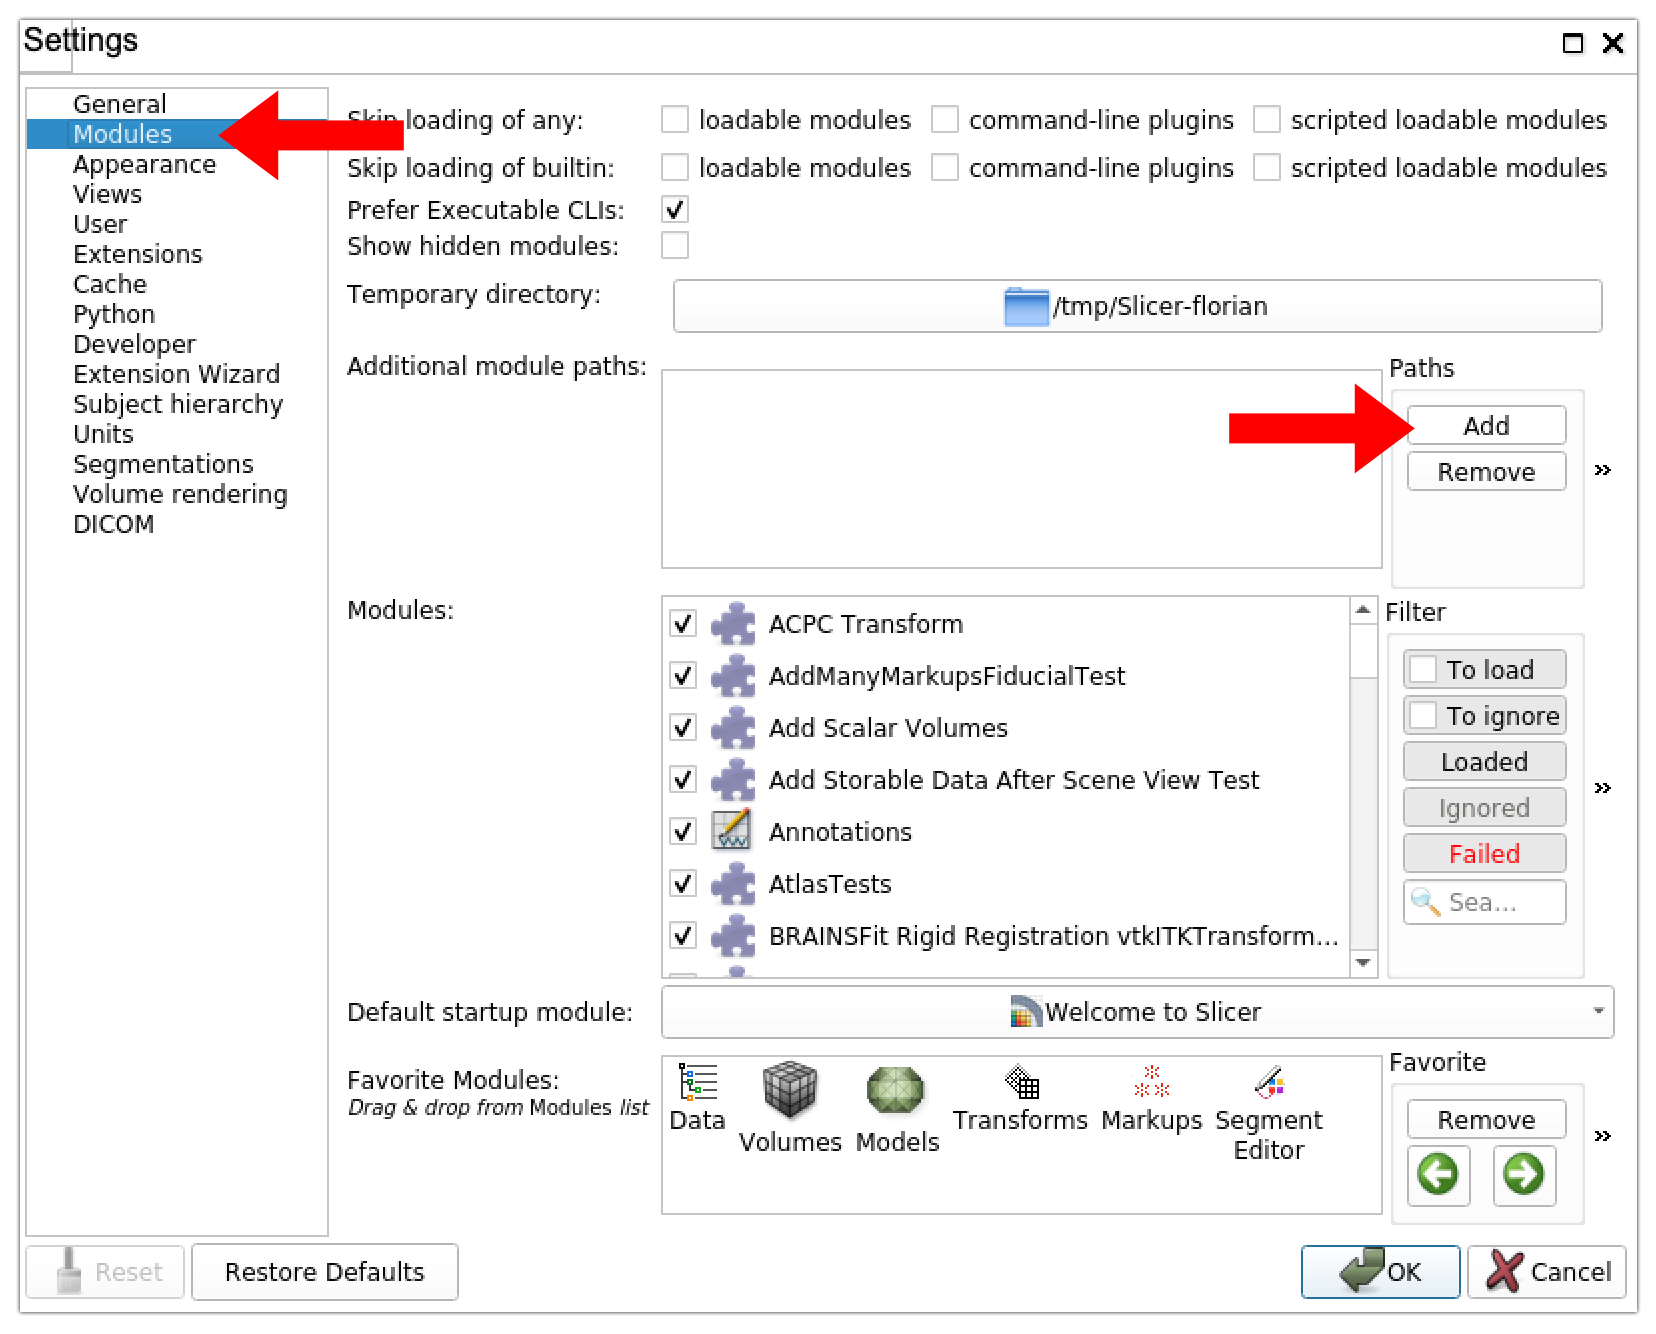 Settings
General
Modules
Appearance
Views
User
Extensions
Cache
Python
Developer
Extension Wizard
Subject hierarchy
Units
Segmentations
Volume rendering
DICOM
Skip loading of any: loadable modules command-line plugins scripted loadable modules
Skip loading of builtin: loadable modules command-line plugins scripted loadable modules
Prefer Executable CLIs:
Show hidden modules:
Temporary directory: /tmp/Slicer-florian
Additional module paths:
Paths
Add
Remove
»
Modules:
ACPC Transform
AddManyMarkupsFiducialTest
Add Scalar Volumes
Add Storable Data After Scene View Test
Annotations
AtlasTests
BRAINSFit Rigid Registration vtkITKTransform...
Filter
To load
To ignore
Loaded
Ignored
Failed
Sea...
»
Default startup module: Welcome to Slicer
Favorite Modules:
Drag & drop from Modules list
Data
Volumes
Models
Transforms
Markups
Segment
Editor
Favorite
Remove
»
Reset
Restore Defaults
OK
Cancel